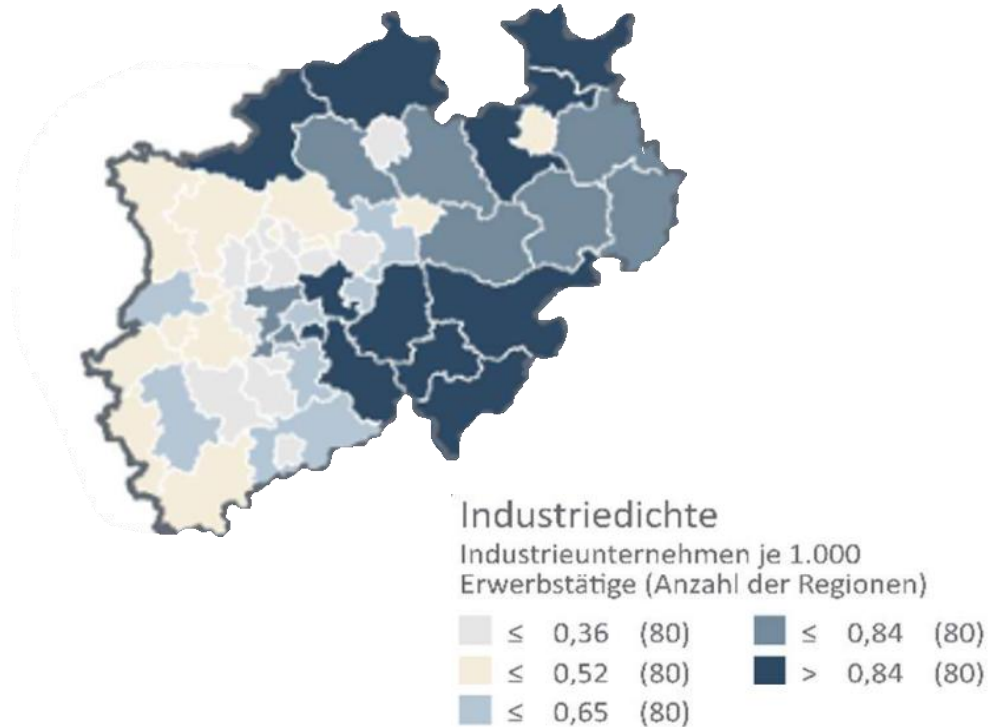 Industriedichte
Industrieunternehmen je 1.000
Erwerbstätige (Anzahl der Regionen)
≤ 0,36 (80)
≤ 0,52 (80)
≤ 0,65 (80)
≤ 0,84 (80)
> 0,84 (80)